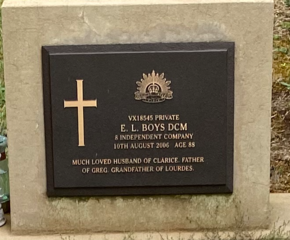 VX18545 PRIVATE
E. L. BOYS DCM
8 INDEPENDENT COMPANY
10TH AUGUST 2006 AGE 88
MUCH LOVED HUSBAND OF CLARICE. FATHER
OF GREG. GRANDFATHER OF LOURDES.